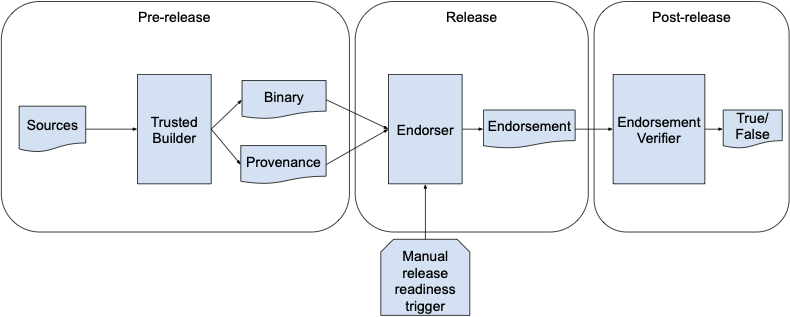 Pre-release
Release
Post-release
Sources
Trusted
Builder
Binary
Provenance
Endorser
Endorsement
Endorsement
Verifier
True/
False
Manual
release
readiness
trigger